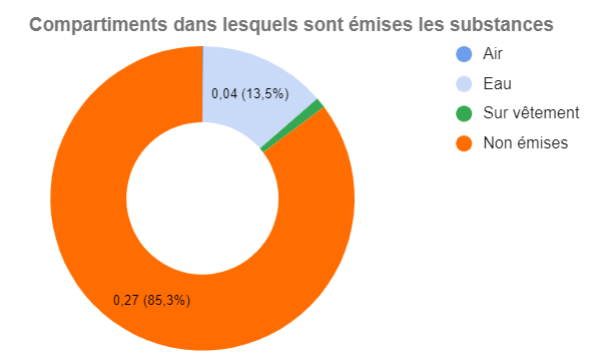 Compartiments dans lesquels sont émises les substances
Air
Eau
Sur vêtement
Non émises
0,04 (13,5%)
0,27 (85,3%)